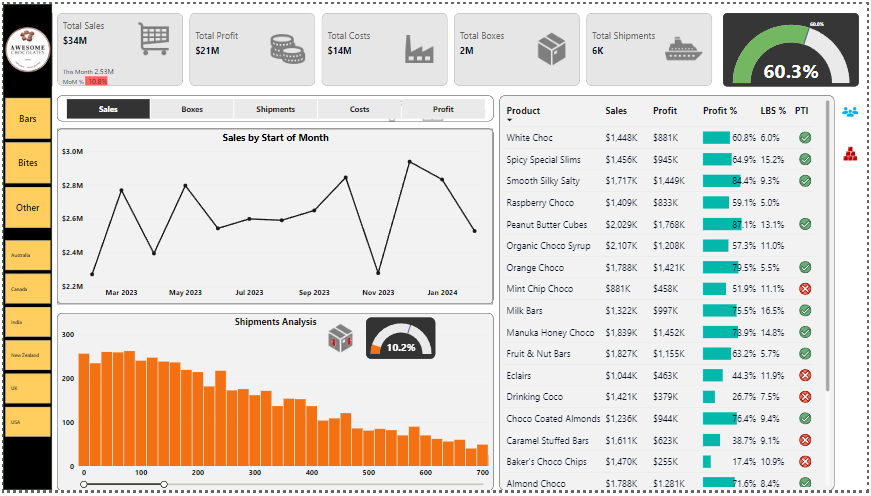 AWESOME
CHOCOLATES
Bars
Bites
Other
Australia
Canada
India
New Zealand
UK
USA
Total Sales
$34M
This Month 2.53M
MoM % -10.8%
Total Profit
$21M
Total Costs
$14M
Total Boxes
2M
Total Shipments
6K
60.0%
60.3%
Sales Boxes Shipments Costs Profit
Sales by Start of Month
$3.0M
$2.8M
$2.6M
$2.4M
$2.2M
Mar 2023 May 2023 Jul 2023 Sep 2023 Nov 2023 Jan 2024
Shipments Analysis
10.2%
300
200
100
0
0 100 200 300 400 500 600 700
Product Sales Profit Profit % LBS % PTI
White Choc $1,448K $881K 60.8% 6.0%
Spicy Special Slims $1,456K $945K 64.9% 15.2%
Smooth Silky Salty $1,717K $1,449K 84.4% 9.3%
Raspberry Choco $1,409K $833K 59.1% 5.0%
Peanut Butter Cubes $2,029K $1,768K 87.1% 13.1%
Organic Choco Syrup $2,107K $1,208K 57.3% 11.0%
Orange Choco $1,788K $1,421K 79.5% 5.5%
Mint Chip Choco $881K $458K 51.9% 11.1%
Milk Bars $1,322K $997K 75.5% 16.5%
Manuka Honey Choco $1,839K $1,452K 78.9% 14.8%
Fruit & Nut Bars $1,827K $1,155K 63.2% 5.7%
Eclairs $1,044K $463K 44.3% 11.9%
Drinking Coco $1,421K $379K 26.7% 7.5%
Choco Coated Almonds $1,236K $944K 76.4% 9.4%
Caramel Stuffed Bars $1,611K $623K 38.7% 9.1%
Baker's Choco Chips $1,470K $255K 17.4% 10.9%
Almond Choco $1,788K $1,281K 71.6% 8.4%